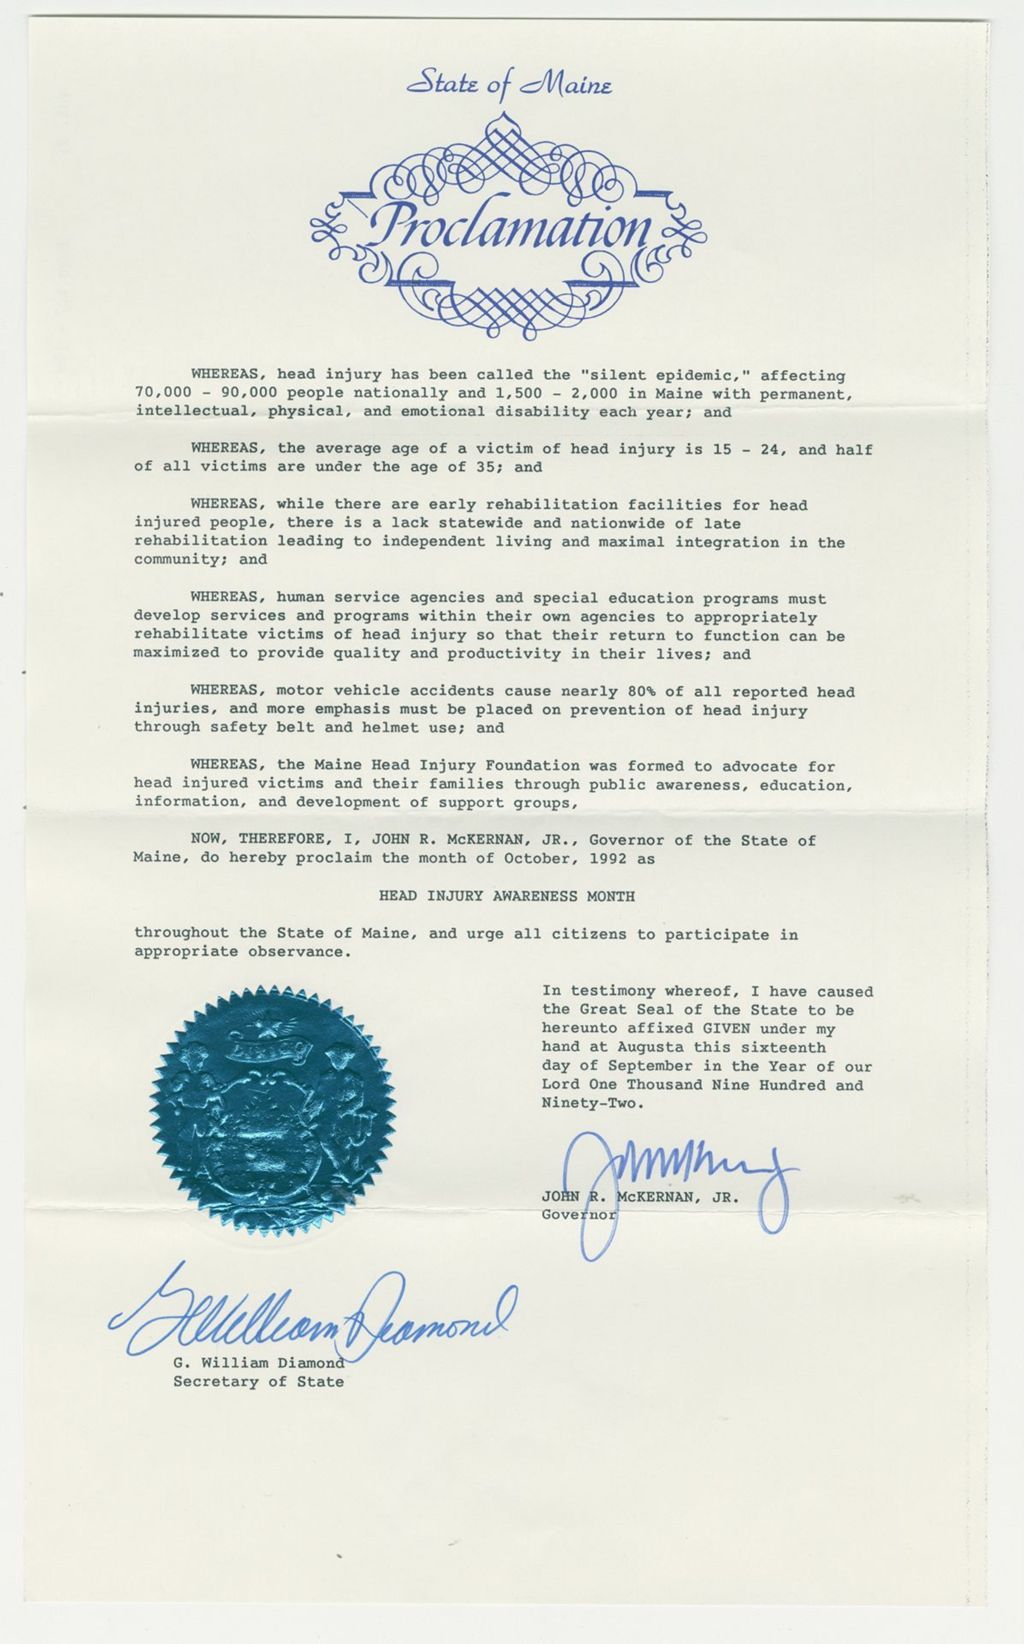 State of Maine
Proclamation
WHEREAS, head injury has been called the "silent epidemic," affecting
70,000 - 90,000 people nationally and 1,500 - 2,000 in Maine with permanent,
intellectual, physical, and emotional disability each year; and
WHEREAS, the average age of a victim of head injury is 15 - 24, and half
of all victims are under the age of 35; and
WHEREAS, while there are early rehabilitation facilities for head
injured people, there is a lack statewide and nationwide of late
rehabilitation leading to independent living and maximal integration in the
community; and
WHEREAS, human service agencies and special education programs must
develop services and programs within their own agencies to appropriately
rehabilitate victims of head injury so that their return to function can be
maximized to provide quality and productivity in their lives; and
WHEREAS, motor vehicle accidents cause nearly 80% of all reported head
injuries, and more emphasis must be placed on prevention of head injury
through safety belt and helmet use; and
WHEREAS, the Maine Head Injury Foundation was formed to advocate for
head injured victims and their families through public awareness, education,
information, and development of support groups,
NOW, THEREFORE, I, JOHN R. McKERNAN, JR., Governor of the State of
Maine, do hereby proclaim the month of October, 1992 as
HEAD INJURY AWARENESS MONTH
throughout the State of Maine, and urge all citizens to participate in
appropriate observance.
In testimony whereof, I have caused
the Great Seal of the State to be
hereunto affixed GIVEN under my
hand at Augusta this sixteenth
day of September in the Year of our
Lord One Thousand Nine Hundred and
Ninety-Two.
JOHN R. McKERNAN, JR.
Governor
G William Diamond
G. William Diamond
Secretary of State